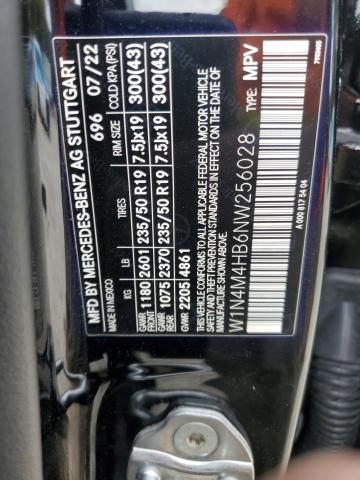 MFD BY MERCEDES-BENZ AG STUTTGART
MADE IN MEXICO 696 07/22
KG LB TIRES RIM SIZE COLD KPA(PSI)
GAWR FRONT 1180 2601 235/50 R19 7.5Jx19 300(43)
GAWR REAR 1075 2370 235/50 R19 7.5Jx19 300(43)
GVWR 2205 4861
THIS VEHICLE CONFORMS TO ALL APPLICABLE FEDERAL MOTOR VEHICLE
SAFETY, BUMPER, AND THEFT PREVENTION STANDARDS IN EFFECT ON THE DATE OF
MANUFACTURE SHOWN ABOVE.
W1N4M4HB6NW256028 TYPE: MPV
A 000 817 54 04